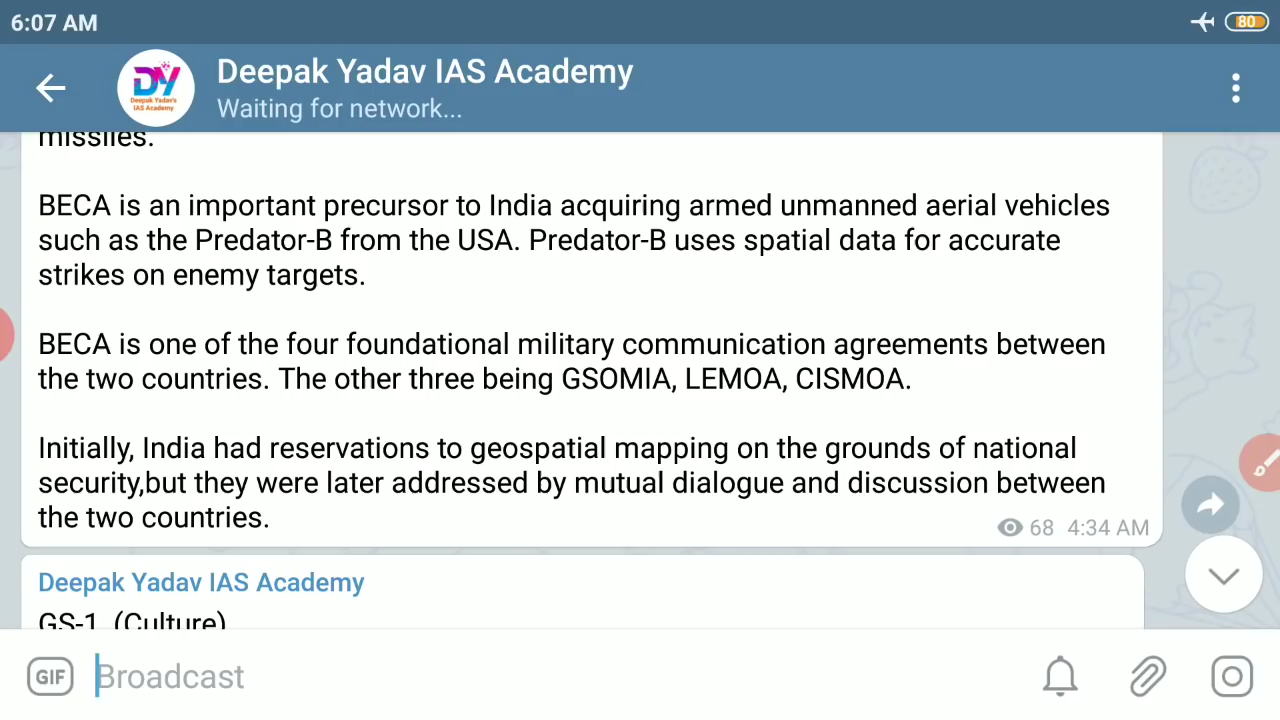 6:07 AM
80
DY
Deepak Yadav's
IAS Academy
Deepak Yadav IAS Academy
Waiting for network...
missiles.
BECA is an important precursor to India acquiring armed unmanned aerial vehicles
such as the Predator-B from the USA. Predator-B uses spatial data for accurate
strikes on enemy targets.
BECA is one of the four foundational military communication agreements between
the two countries. The other three being GSOMIA, LEMOA, CISMOA.
Initially, India had reservations to geospatial mapping on the grounds of national
security,but they were later addressed by mutual dialogue and discussion between
the two countries.
68 4:34 AM
Deepak Yadav IAS Academy
GS-1 (Culture)
GIF Broadcast